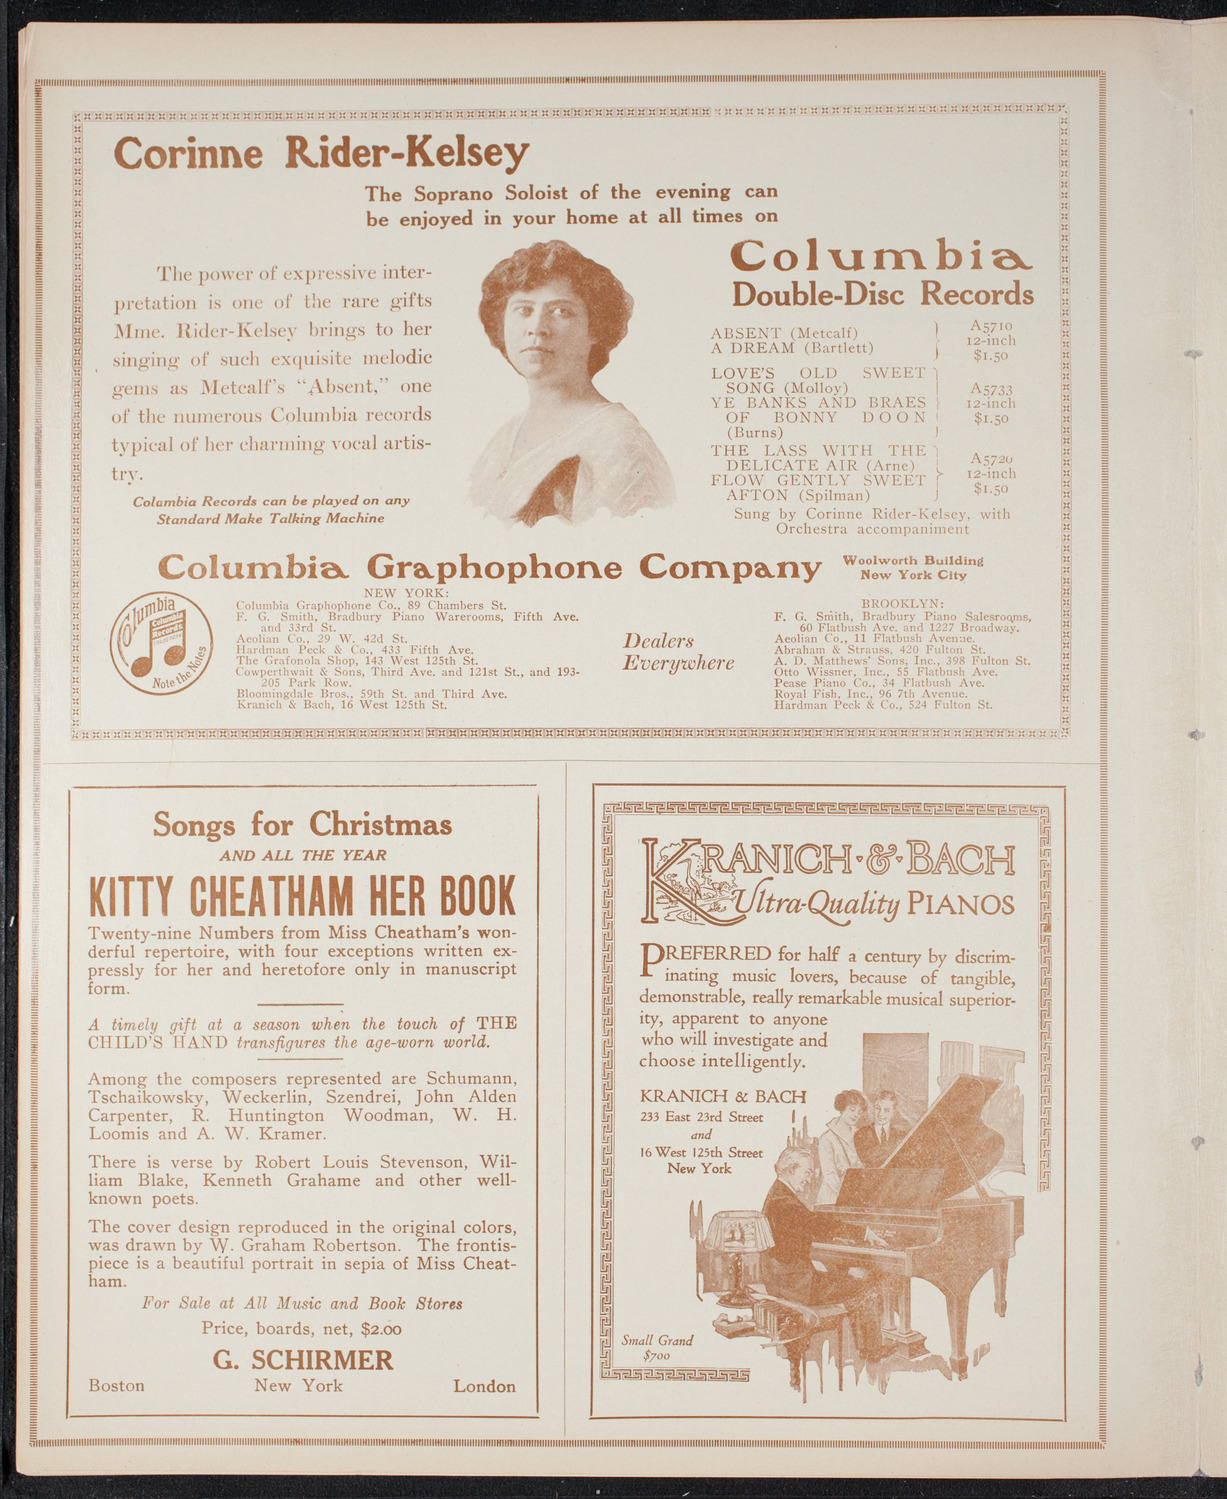 Corinne Rider-Kelsey
The Soprano Soloist of the evening can
be enjoyed in your home at all times on
The power of expressive inter-
pretation is one of the rare gifts
Mme. Rider-Kelsey brings to her
singing of such exquisite melodic
gems as Metcalf's "Absent," one
of the numerous Columbia records
typical of her charming vocal artis-
try.
Columbia Records can be played on any
Standard Make Talking Machine
Columbia
Double-Disc Records
ABSENT (Metcalf)
A DREAM (Bartlett)
A5710
12-inch
$1.50
LOVE'S OLD SWEET
SONG (Molloy)
YE BANKS AND BRAES
OF BONNY DOON
(Burns)
A5733
12-inch
$1.50
THE LASS WITH THE
DELICATE AIR (Arne)
FLOW GENTLY SWEET
AFTON (Spilman)
A5720
12-inch
$1.50
Sung by Corinne Rider-Kelsey, with
Orchestra accompaniment
Columbia Graphophone Company
Woolworth Building
New York City
Columbia
Columbia
Records
Note the Notes
NEW YORK:
Columbia Graphophone Co., 89 Chambers St.
F. G. Smith, Bradbury Piano Warerooms, Fifth Ave.
and 33rd St.
Aeolian Co., 29 W. 42d St.
Hardman Peck & Co., 433 Fifth Ave.
The Grafonola Shop, 143 West 125th St.
Cowperthwait & Sons, Third Ave. and 121st St., and 193-
205 Park Row.
Bloomingdale Bros., 59th St. and Third Ave.
Kranich & Bach, 16 West 125th St.
Dealers
Everywhere
BROOKLYN:
F. G. Smith, Bradbury Piano Salesrooms,
60 Flatbush Ave. and 1227 Broadway.
Aeolian Co., 11 Flatbush Avenue.
Abraham & Strauss, 420 Fulton St.
A. D. Matthews' Sons, Inc., 398 Fulton St.
Otto Wissner, Inc., 55 Flatbush Ave.
Pease Piano Co., 34 Flatbush Ave.
Royal Fish, Inc., 96 7th Avenue.
Hardman Peck & Co., 524 Fulton St.
Songs for Christmas
AND ALL THE YEAR
KITTY CHEATHAM HER BOOK
Twenty-nine Numbers from Miss Cheatham's won-
derful repertoire, with four exceptions written ex-
pressly for her and heretofore only in manuscript
form.
A timely gift at a season when the touch of THE
CHILD'S HAND transfigures the age-worn world.
Among the composers represented are Schumann,
Tschaikowsky, Weckerlin, Szendrei, John Alden
Carpenter, R. Huntington Woodman, W. H.
Loomis and A. W. Kramer.
There is verse by Robert Louis Stevenson, Wil-
liam Blake, Kenneth Grahame and other well-
known poets.
The cover design reproduced in the original colors,
was drawn by W. Graham Robertson. The frontis-
piece is a beautiful portrait in sepia of Miss Cheat-
ham.
For Sale at All Music and Book Stores
Price, boards, net, $2.00
G. SCHIRMER
Boston New York London
KRANICH·&·BACH
Ultra-Quality PIANOS
PREFERRED for half a century by discrim-
inating music lovers, because of tangible,
demonstrable, really remarkable musical superior-
ity, apparent to anyone
who will investigate and
choose intelligently.
KRANICH & BACH
233 East 23rd Street
and
16 West 125th Street
New York
Small Grand
$700